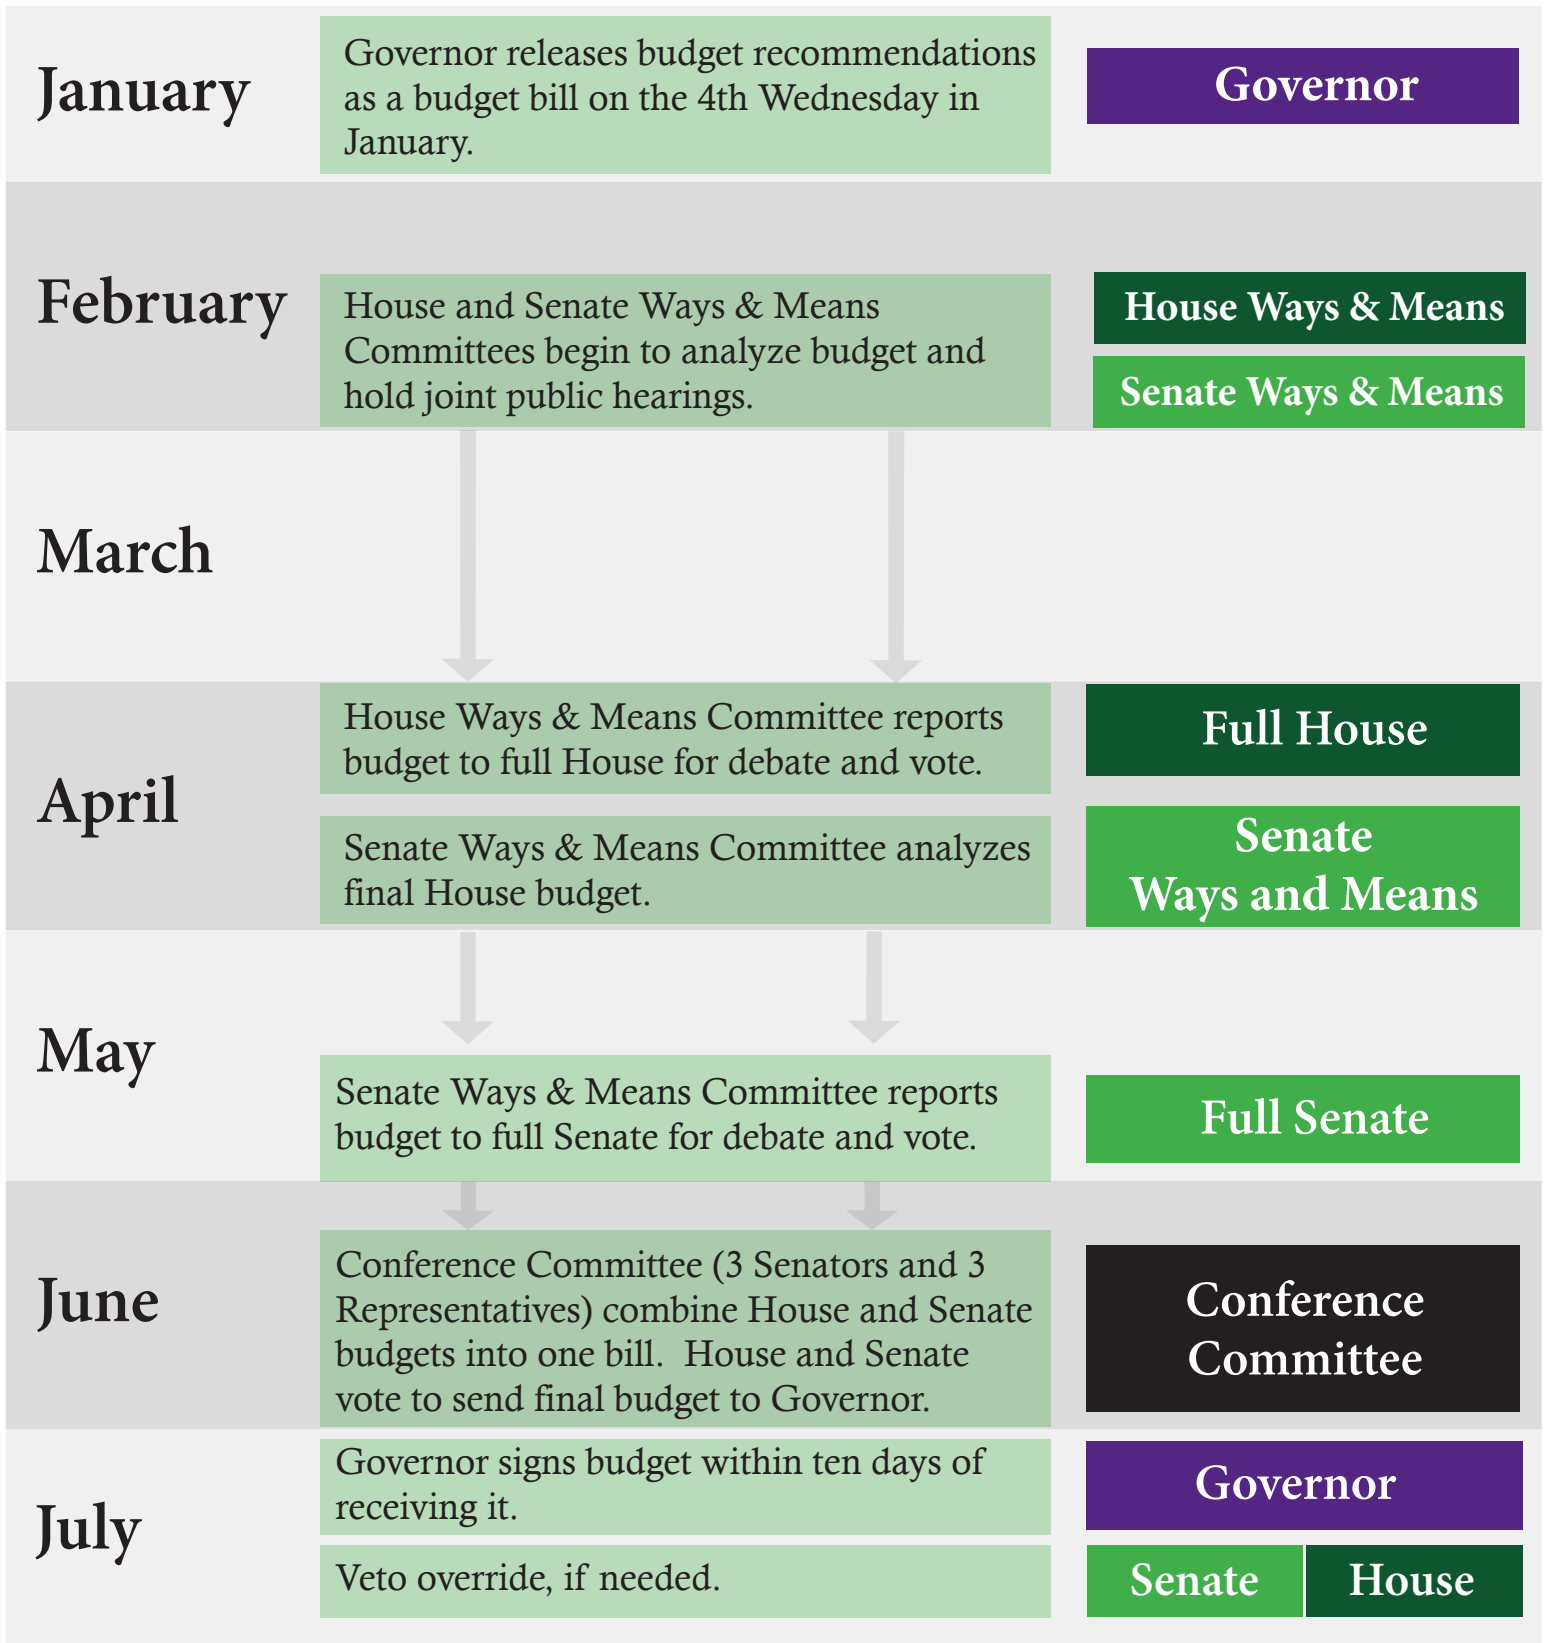 January
Governor releases budget recommendations
as a budget bill on the 4th Wednesday in
January.
Governor
February
House and Senate Ways & Means
Committees begin to analyze budget and
hold joint public hearings.
House Ways & Means
Senate Ways & Means
March
April
House Ways & Means Committee reports
budget to full House for debate and vote.
Full House
Senate Ways & Means Committee analyzes
final House budget.
Senate
Ways and Means
May
Senate Ways & Means Committee reports
budget to full Senate for debate and vote.
Full Senate
June
Conference Committee (3 Senators and 3
Representatives) combine House and Senate
budgets into one bill.  House and Senate
vote to send final budget to Governor.
Conference
Committee
July
Governor signs budget within ten days of
receiving it.
Governor
Veto override, if needed.
Senate
House